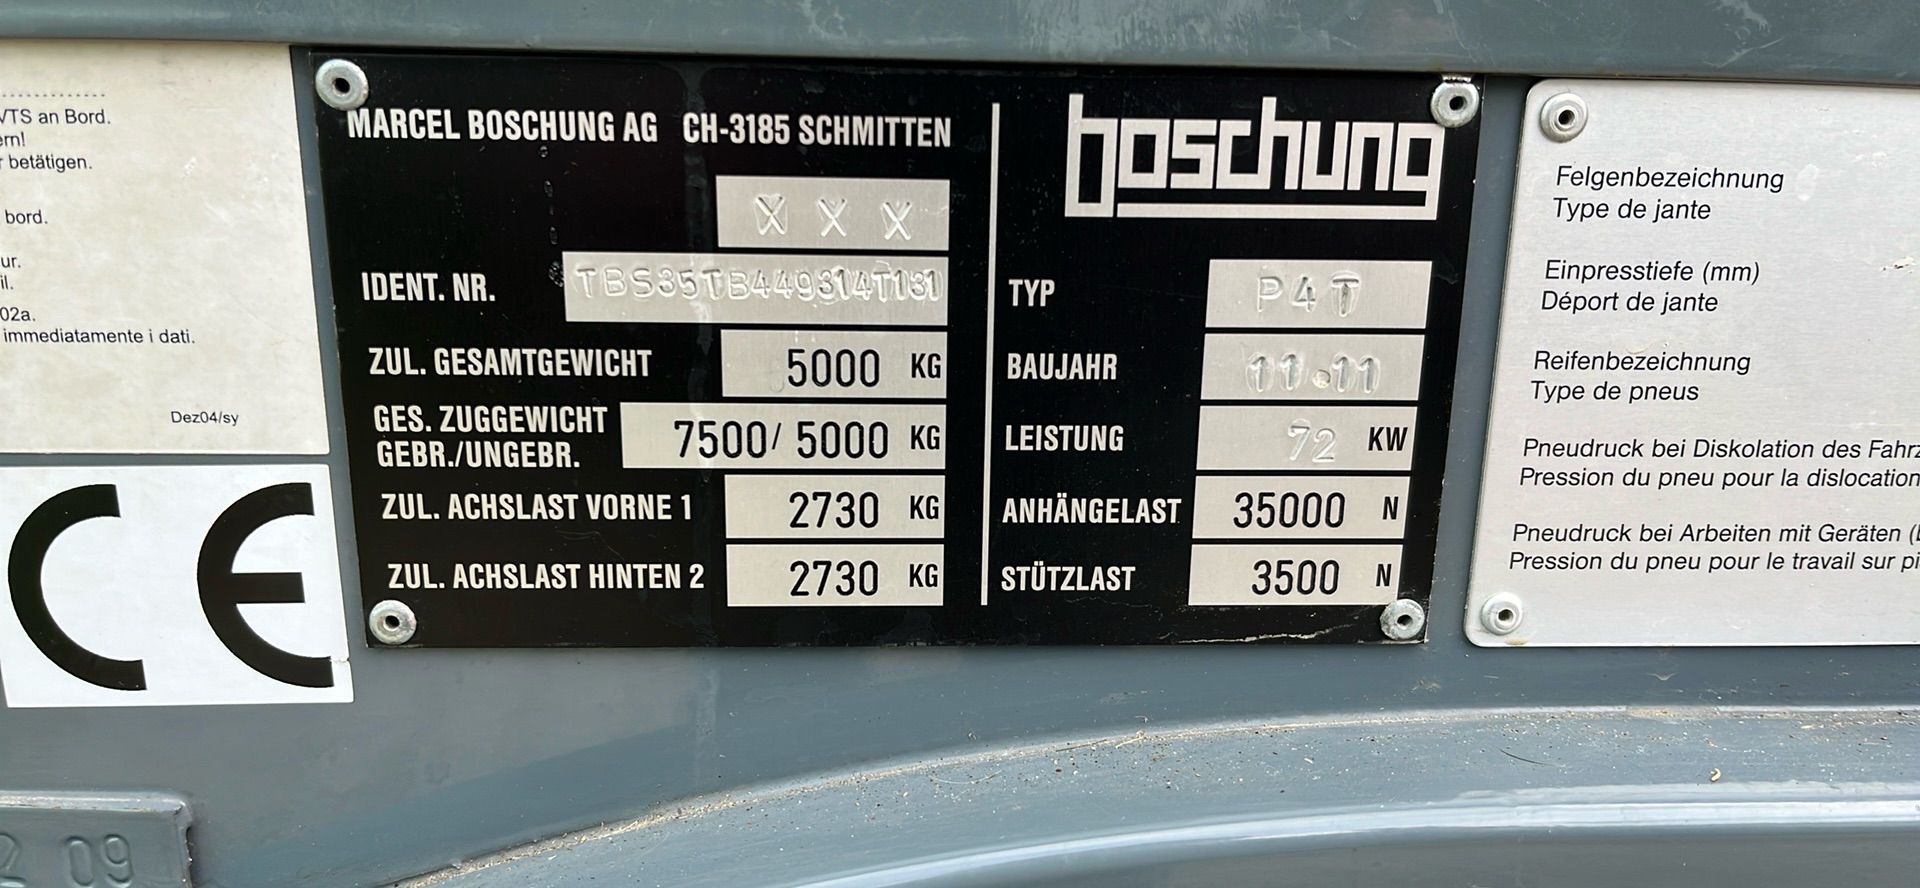 VTS an Bord.
ern!
r betätigen.
bord.
ur.
il.
02a.
immediatamente i dati.
Dez04/sy
CE
MARCEL BOSCHUNG AG CH-3185 SCHMITTEN
X X X
IDENT. NR. TBS35TB449314T131
ZUL. GESAMTGEWICHT 5000 KG
GES. ZUGGEWICHT
GEBR./UNGEBR. 7500/ 5000 KG
ZUL. ACHSLAST VORNE 1 2730 KG
ZUL. ACHSLAST HINTEN 2 2730 KG
boschung
TYP P4T
BAUJAHR 11.11
LEISTUNG 72 KW
ANHÄNGELAST 35000 N
STÜTZLAST 3500 N
Felgenbezeichnung
Type de jante
Einpresstiefe (mm)
Déport de jante
Reifenbezeichnung
Type de pneus
Pneudruck bei Diskolation des Fahrz
Pression du pneu pour la dislocation
Pneudruck bei Arbeiten mit Geräten (b
Pression du pneu pour le travail sur pl
09